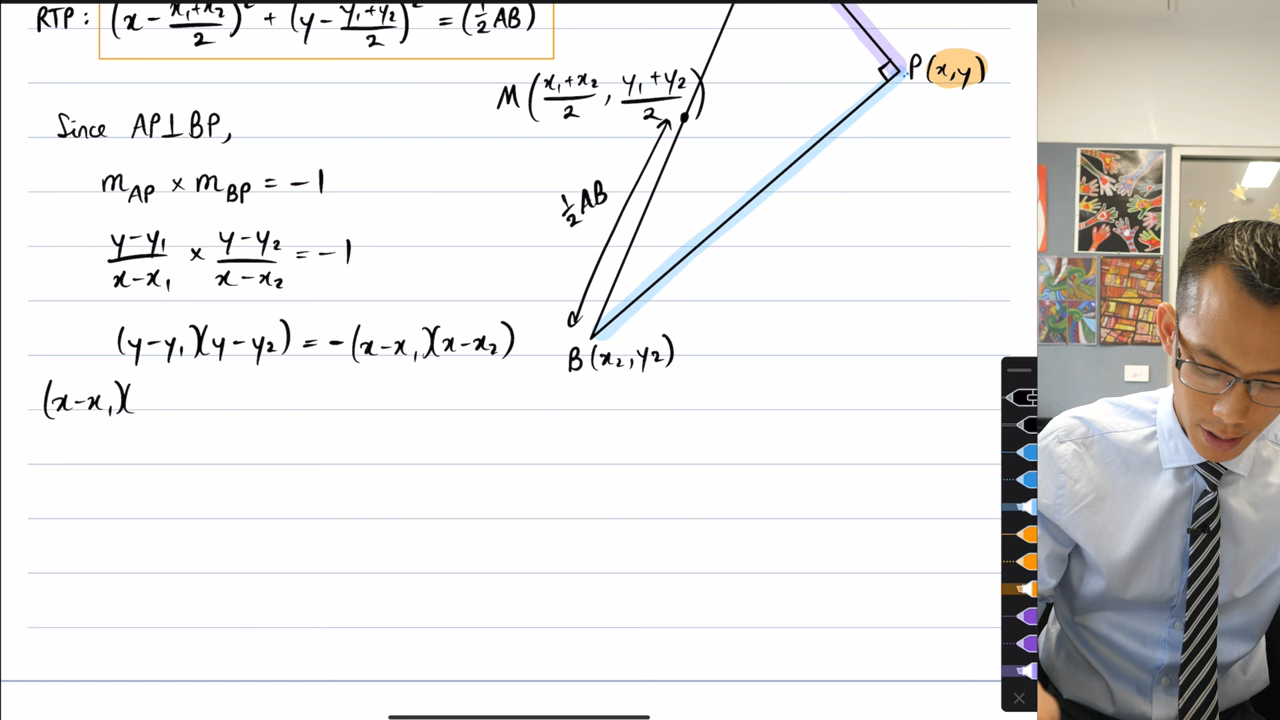 RTP: (x - (x₁+x₂)/2)² + (y - (y₁+y₂)/2)² = (½AB)
P(x,y)
M((x₁+x₂)/2, (y₁+y₂)/2)
Since AP⊥BP,
m_AP × m_BP = -1
½AB
(y-y₁)/(x-x₁) × (y-y₂)/(x-x₂) = -1
(y-y₁)(y-y₂) = -(x-x₁)(x-x₂)
B(x₂,y₂)
(x-x₁)(